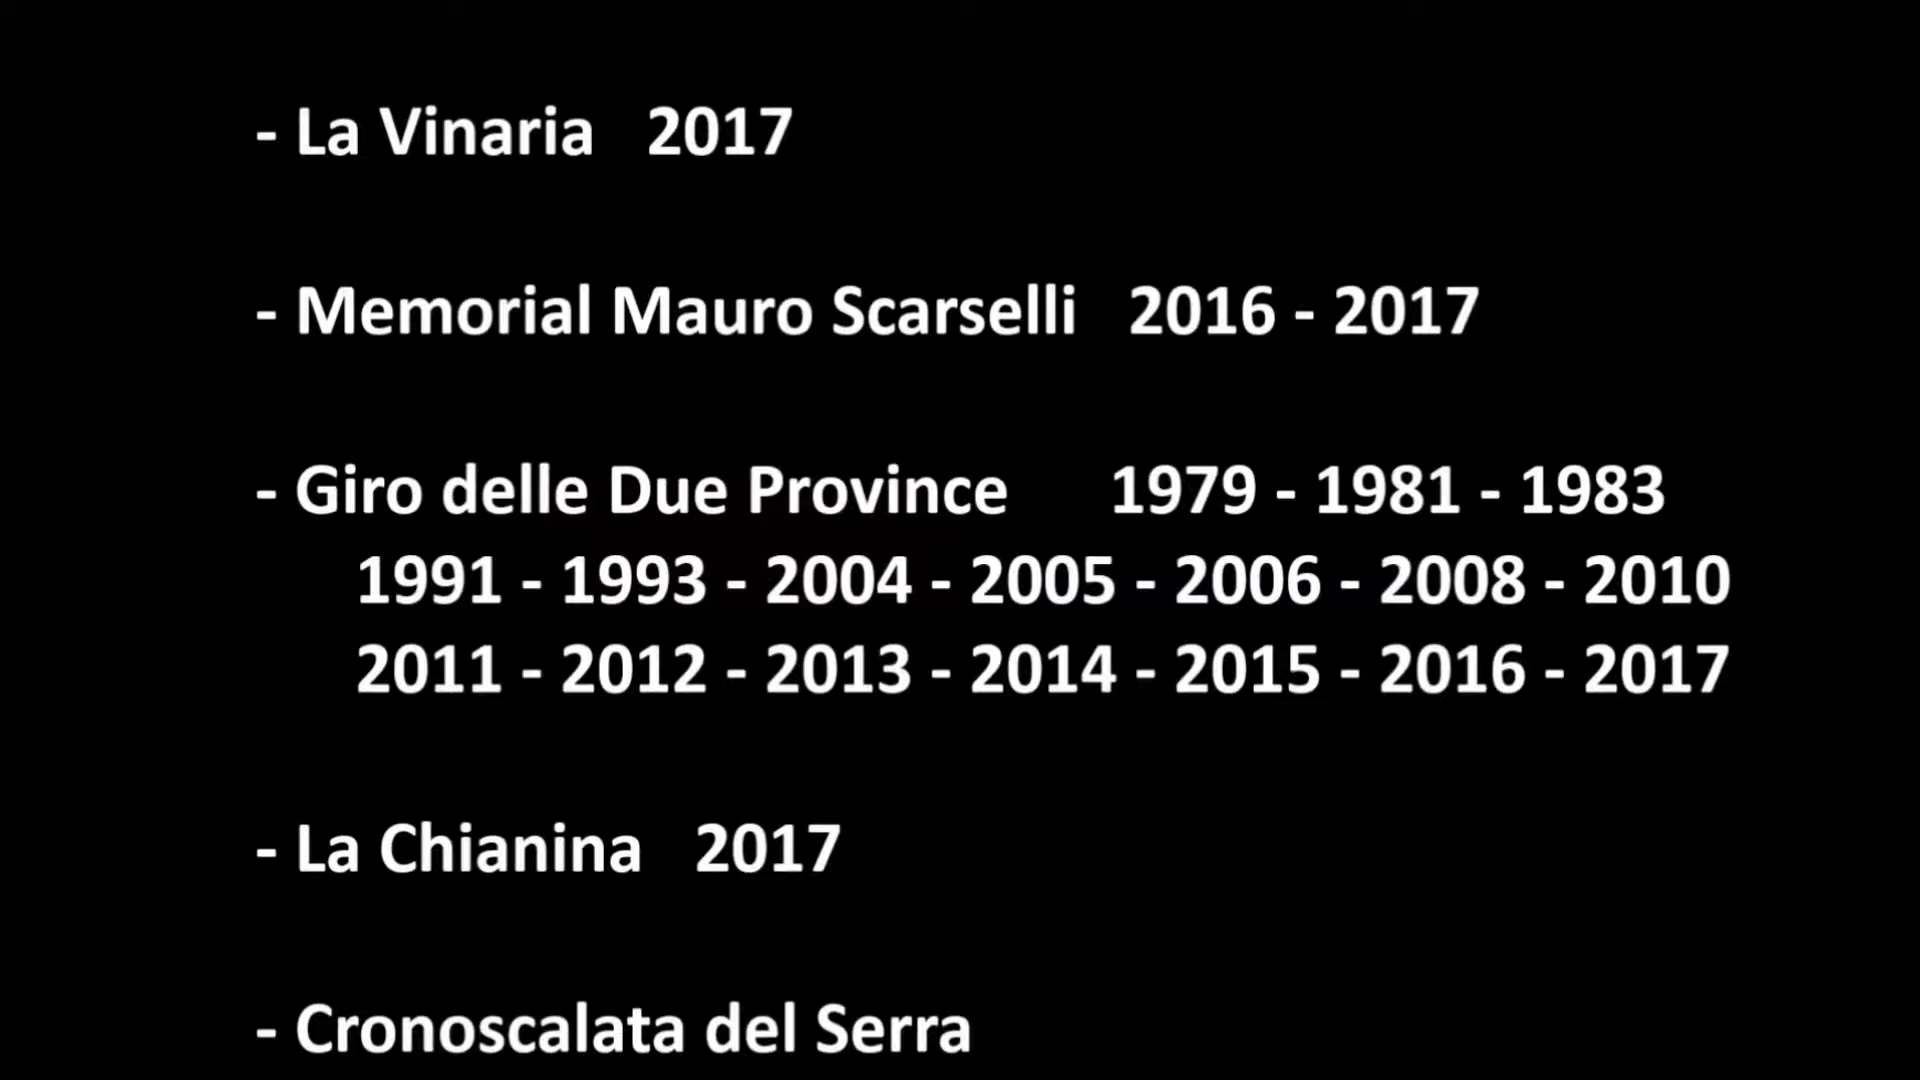 - La Vinaria 2017
- Memorial Mauro Scarselli 2016 - 2017
- Giro delle Due Province 1979 - 1981 - 1983
1991 - 1993 - 2004 - 2005 - 2006 - 2008 - 2010
2011 - 2012 - 2013 - 2014 - 2015 - 2016 - 2017
- La Chianina 2017
- Cronoscalata del Serra